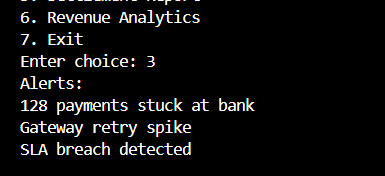 6. Revenue Analytics
7. Exit
Enter choice: 3
Alerts:
128 payments stuck at bank
Gateway retry spike
SLA breach detected